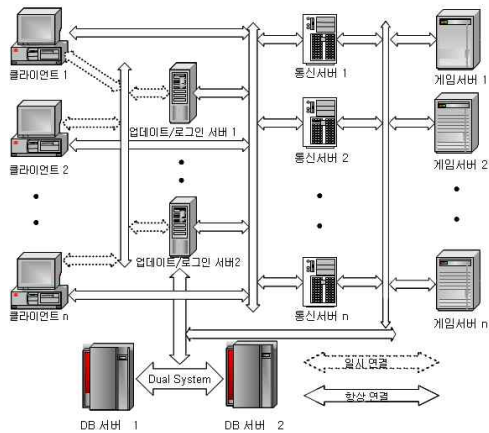 클라이언트 1
통신서버 1
게임서버 1
업데이트/로그인 서버 1
클라이언트 2
통신서버 2
게임서버 2
업데이트/로그인 서버2
클라이언트 n
통신서버 n
게임서버 n
Dual System
일시 연결
항상 연결
DB 서버 1
DB 서버 2